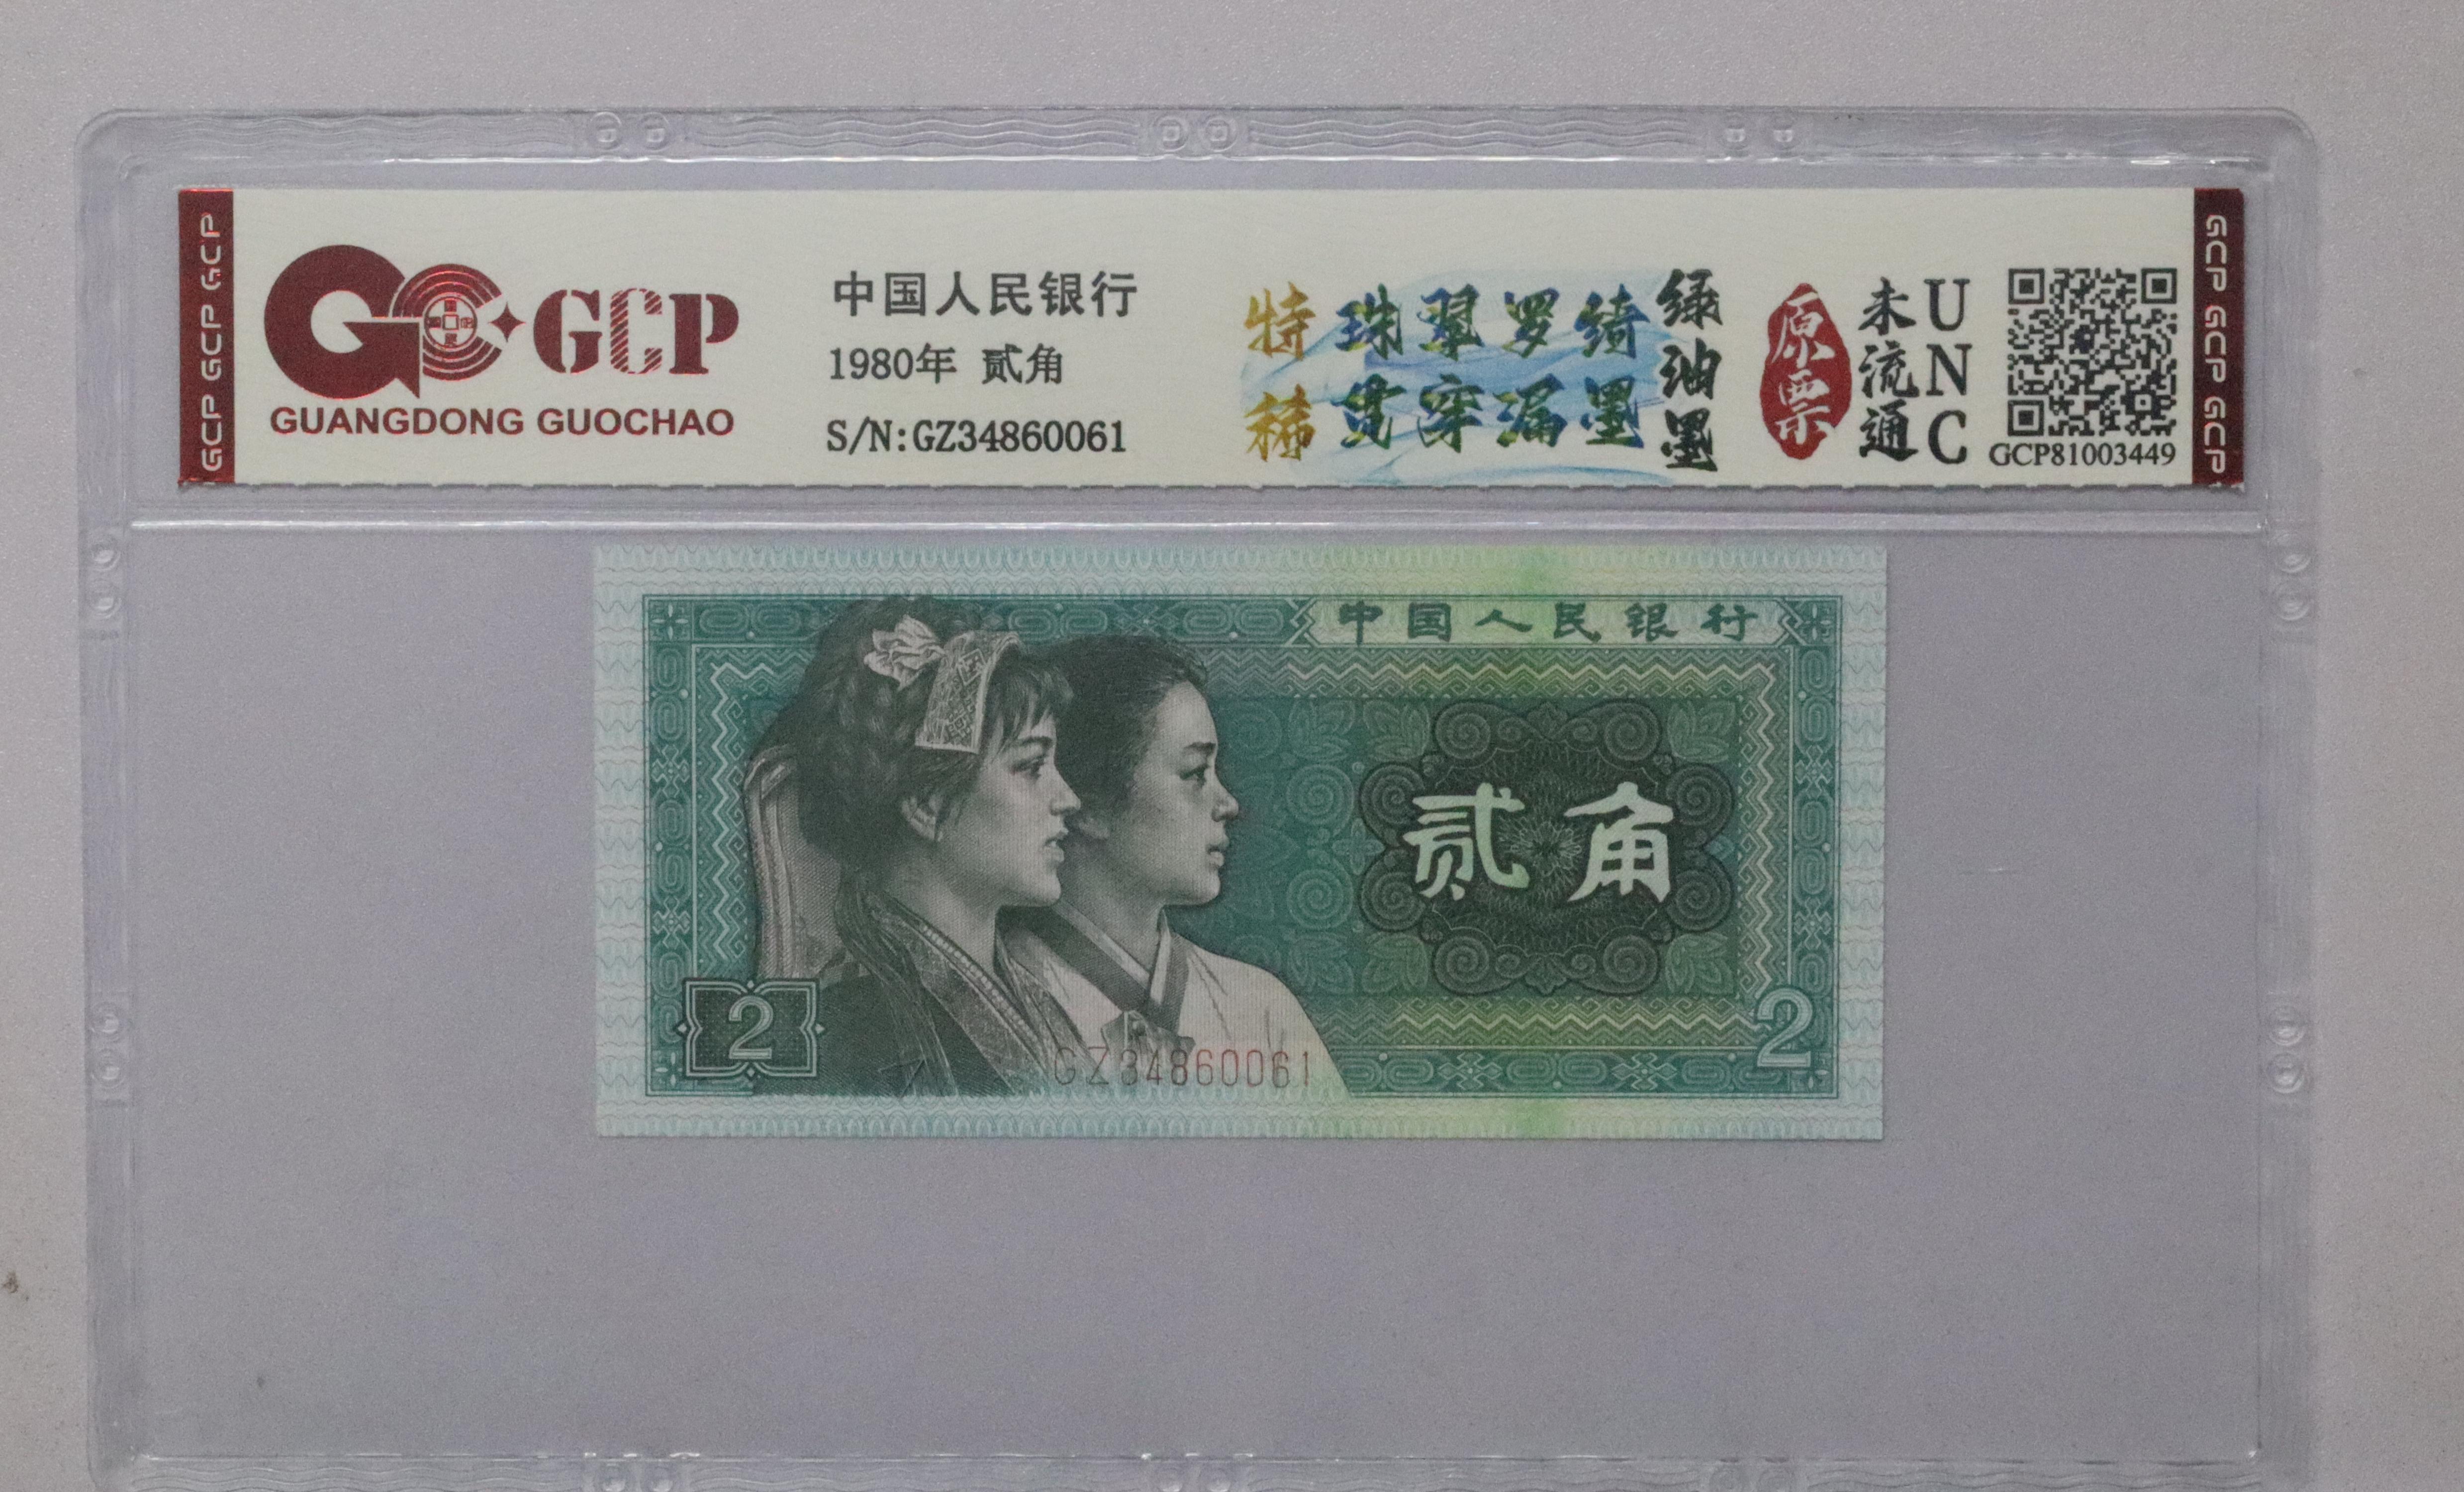 GCP GCP GCP
GCP
GUANGDONG GUOCHAO
中国人民银行
1980年 贰角
S/N:GZ34860061
特稀
珠翠罗绮
贯穿漏墨
绿油墨
原票
未流通
UNC
GCP81003449
GCP GCP GCP
中国人民银行
贰角
2
GZ34860061
2